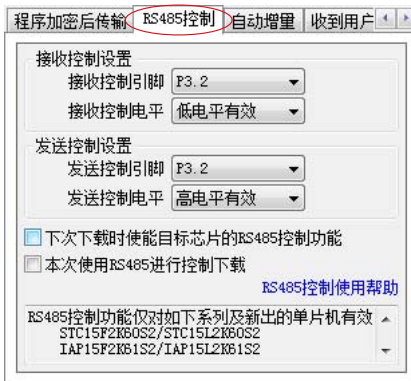 程序加密后传输 RS485控制 自动增量 收到用户
接收控制设置
接收控制引脚 P3.2
接收控制电平 低电平有效
发送控制设置
发送控制引脚 P3.2
发送控制电平 高电平有效
下次下载时使能目标芯片的RS485控制功能
本次使用RS485进行控制下载
RS485控制使用帮助
RS485控制功能仅对如下系列及新出的单片机有效
STC15F2K60S2/STC15L2K60S2
IAP15F2K61S2/IAP15L2K61S2